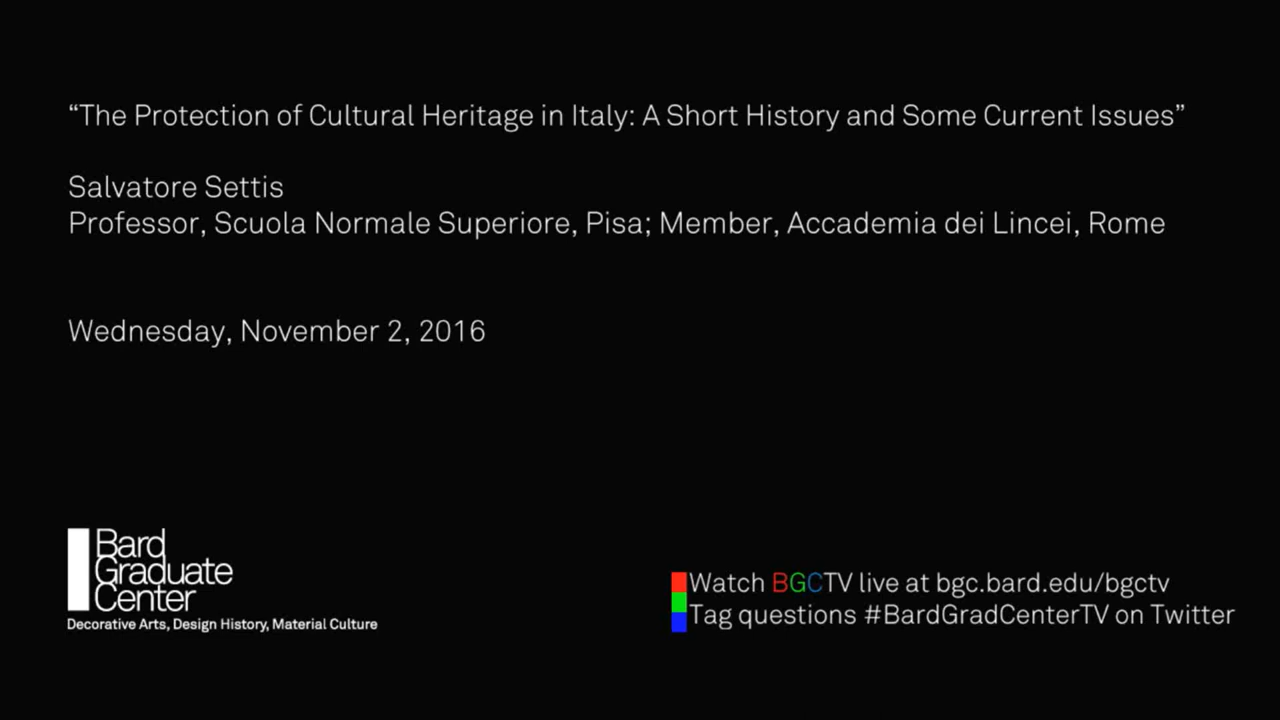 “The Protection of Cultural Heritage in Italy: A Short History and Some Current Issues”
Salvatore Settis
Professor, Scuola Normale Superiore, Pisa; Member, Accademia dei Lincei, Rome
Wednesday, November 2, 2016
Bard
Graduate
Center
Decorative Arts, Design History, Material Culture
Watch BGCTV live at bgc.bard.edu/bgctv
Tag questions #BardGradCenterTV on Twitter